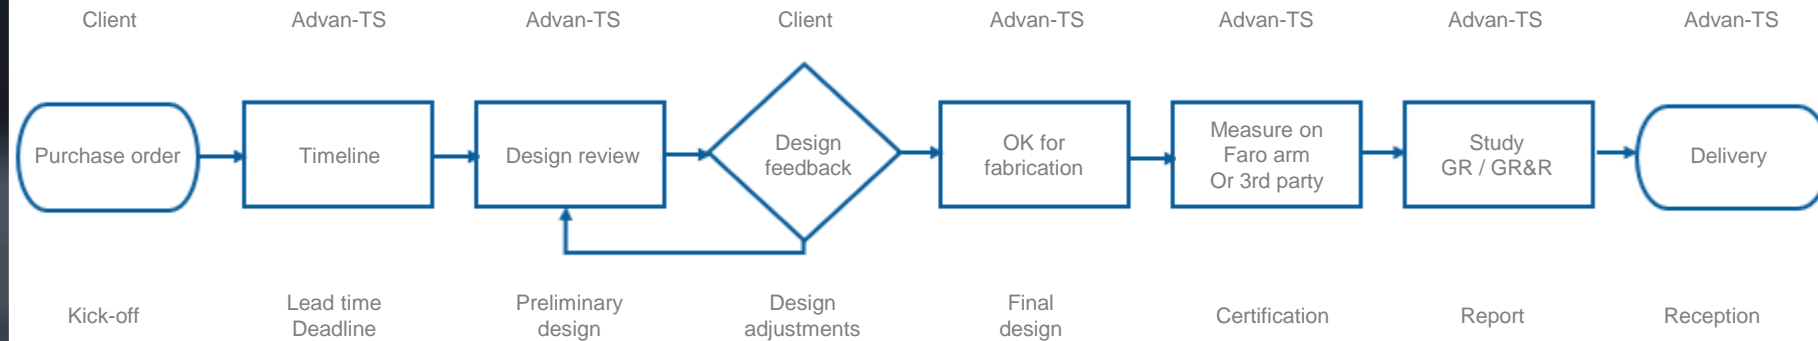 Client
Advan-TS
Advan-TS
Client
Advan-TS
Advan-TS
Advan-TS
Advan-TS
Purchase order
Timeline
Design review
Design
feedback
OK for
fabrication
Measure on
Faro arm
Or 3rd party
Study
GR / GR&R
Delivery
Kick-off
Lead time
Deadline
Preliminary
design
Design
adjustments
Final
design
Certification
Report
Reception